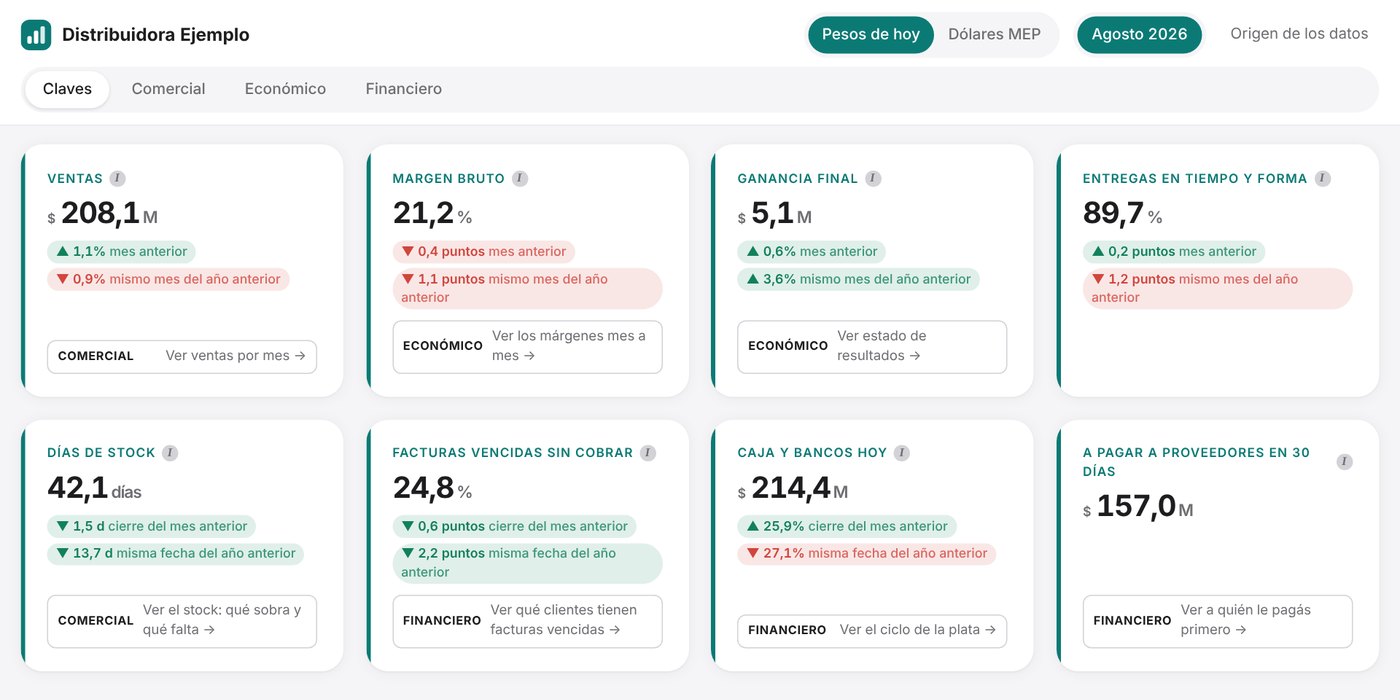 Distribuidora Ejemplo
Pesos de hoy
Dólares MEP
Agosto 2026
Origen de los datos
Claves
Comercial
Económico
Financiero
VENTAS i
$ 208,1 M
▲ 1,1% mes anterior
▼ 0,9% mismo mes del año anterior
COMERCIAL Ver ventas por mes →
MARGEN BRUTO i
21,2 %
▼ 0,4 puntos mes anterior
▼ 1,1 puntos mismo mes del año
anterior
ECONÓMICO Ver los márgenes mes a
mes →
GANANCIA FINAL i
$ 5,1 M
▲ 0,6% mes anterior
▲ 3,6% mismo mes del año anterior
ECONÓMICO Ver estado de
resultados →
ENTREGAS EN TIEMPO Y FORMA i
89,7 %
▲ 0,2 puntos mes anterior
▼ 1,2 puntos mismo mes del año
anterior
DÍAS DE STOCK i
42,1 días
▼ 1,5 d cierre del mes anterior
▼ 13,7 d misma fecha del año anterior
COMERCIAL Ver el stock: qué sobra y
qué falta →
FACTURAS VENCIDAS SIN COBRAR i
24,8 %
▼ 0,6 puntos cierre del mes anterior
▼ 2,2 puntos misma fecha del año
anterior
FINANCIERO Ver qué clientes tienen
facturas vencidas →
CAJA Y BANCOS HOY i
$ 214,4 M
▲ 25,9% cierre del mes anterior
▼ 27,1% misma fecha del año anterior
FINANCIERO Ver el ciclo de la plata →
A PAGAR A PROVEEDORES EN 30
DÍAS i
$ 157,0 M
FINANCIERO Ver a quién le pagás
primero →